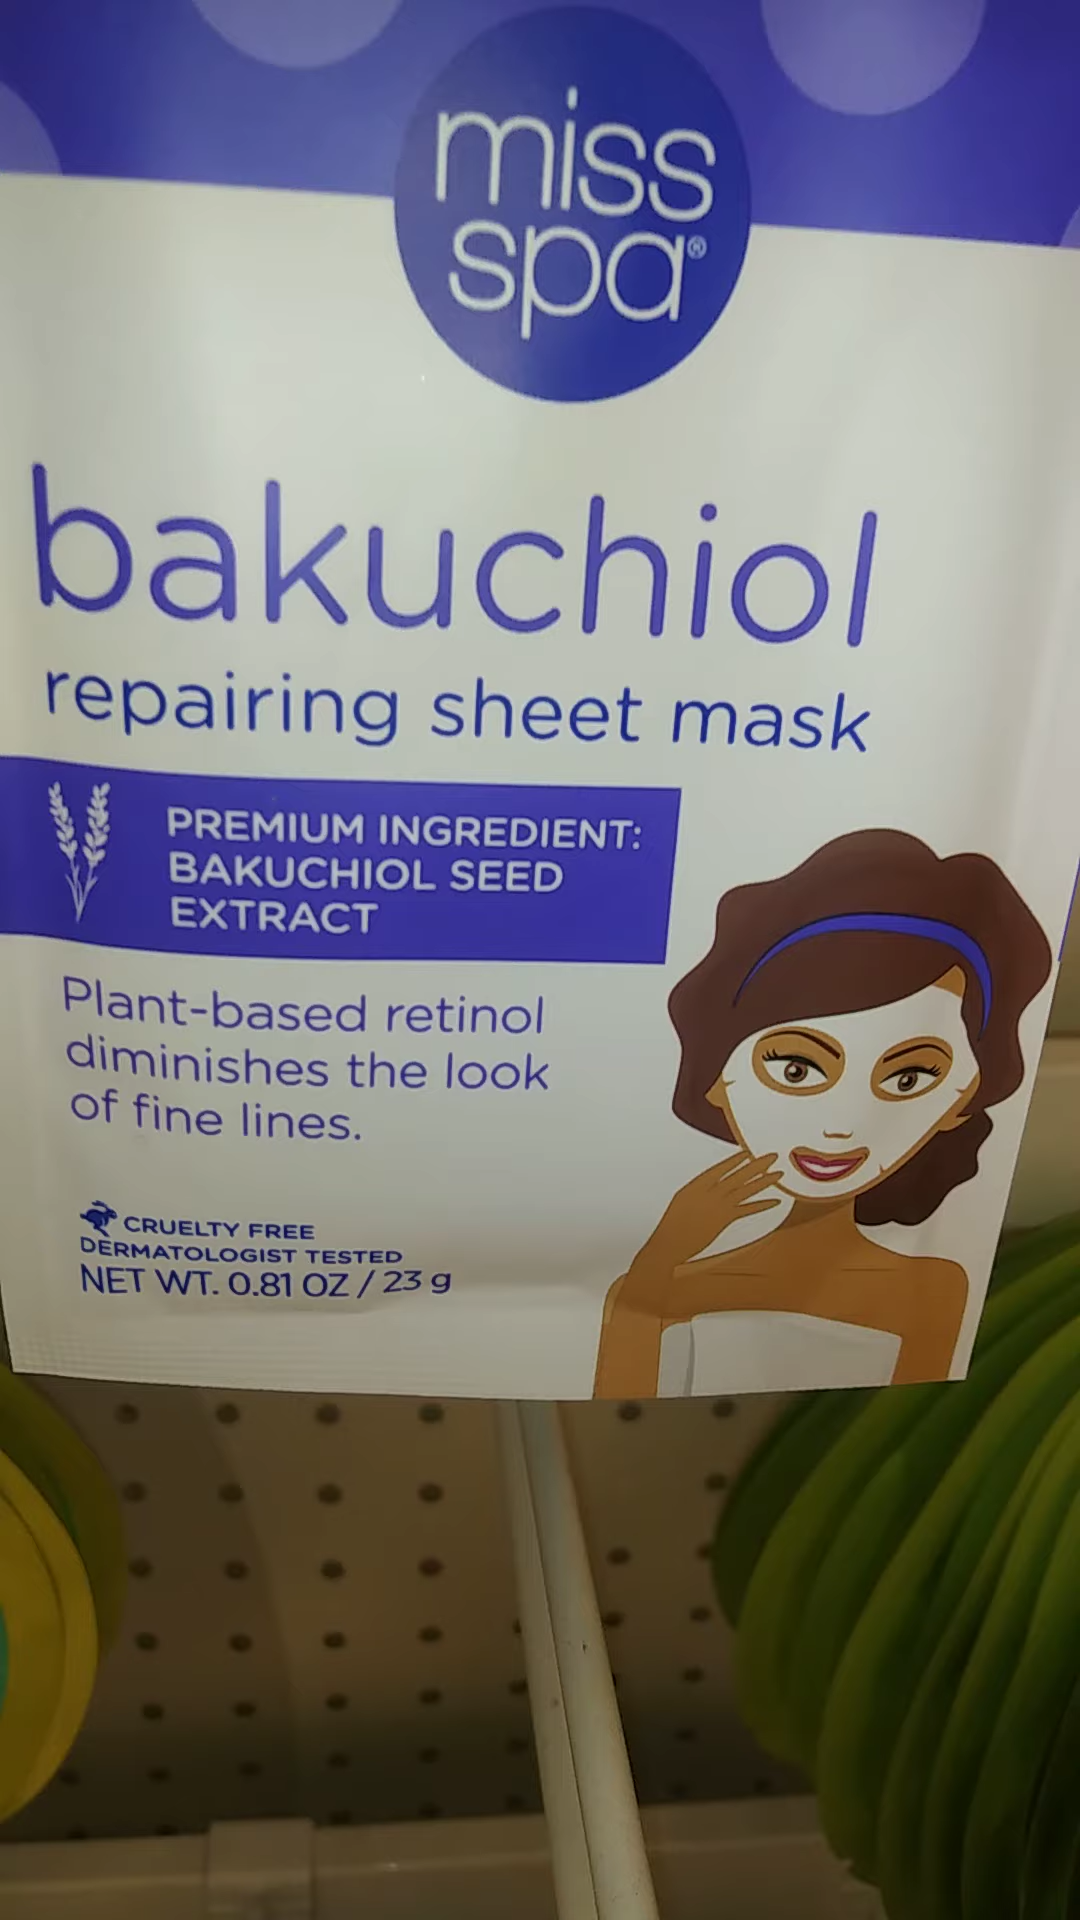 miss
spa®
bakuchiol
repairing sheet mask
PREMIUM INGREDIENT:
BAKUCHIOL SEED
EXTRACT
Plant-based retinol
diminishes the look
of fine lines.
CRUELTY FREE
DERMATOLOGIST TESTED
NET WT. 0.81 OZ / 23 g